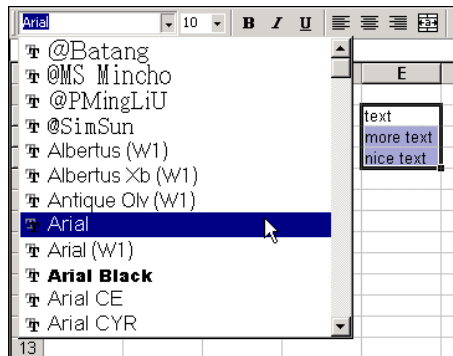 Arial 10 B I U
@Batang
@MS Mincho
@PMingLiU
@SimSun
Albertus (W1)
Albertus Xb (W1)
Antique Olv (W1)
Arial
Arial (W1)
Arial Black
Arial CE
Arial CYR
E
text
more text
nice text
13